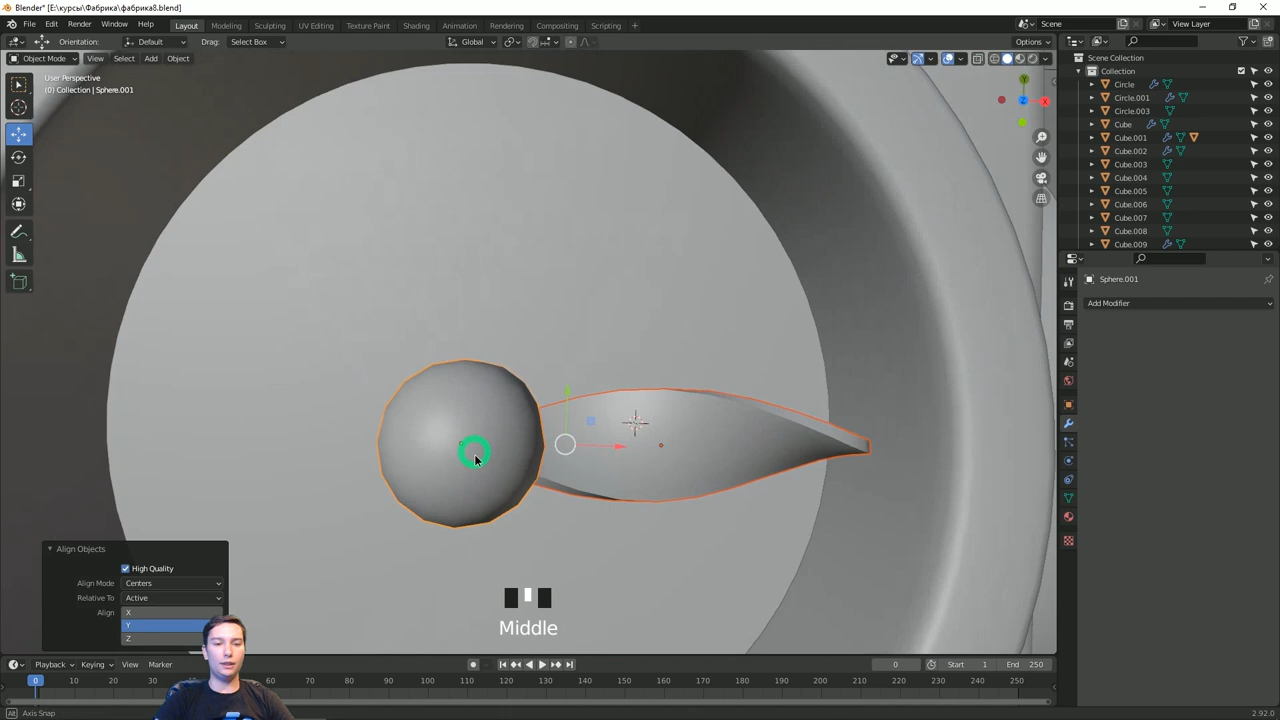 Blender* [E:\курсы\Фабрика\фабрика8.blend]
File Edit Render Window Help
Layout Modeling Sculpting UV Editing Texture Paint Shading Animation Rendering Compositing Scripting +
Scene View Layer
Orientation: Default Drag: Select Box Global Options
Object Mode View Select Add Object
User Perspective
(0) Collection | Sphere.001
Y
Z
X
Scene Collection
Collection
Circle
Circle.001
Circle.003
Cube
Cube.001
Cube.002
Cube.003
Cube.004
Cube.005
Cube.006
Cube.007
Cube.008
Cube.009
Sphere.001
Add Modifier
Align Objects
High Quality
Align Mode Centers
Relative To Active
Align X
Y
Z
Middle
Playback Keying View Marker
0 Start 1 End 250
0 10 20 30 40 50 60 70 80 90 100 110 120 130 140 150 160 170 180 190 200 210 220 230 240 250
Axis Snap
2.92.0